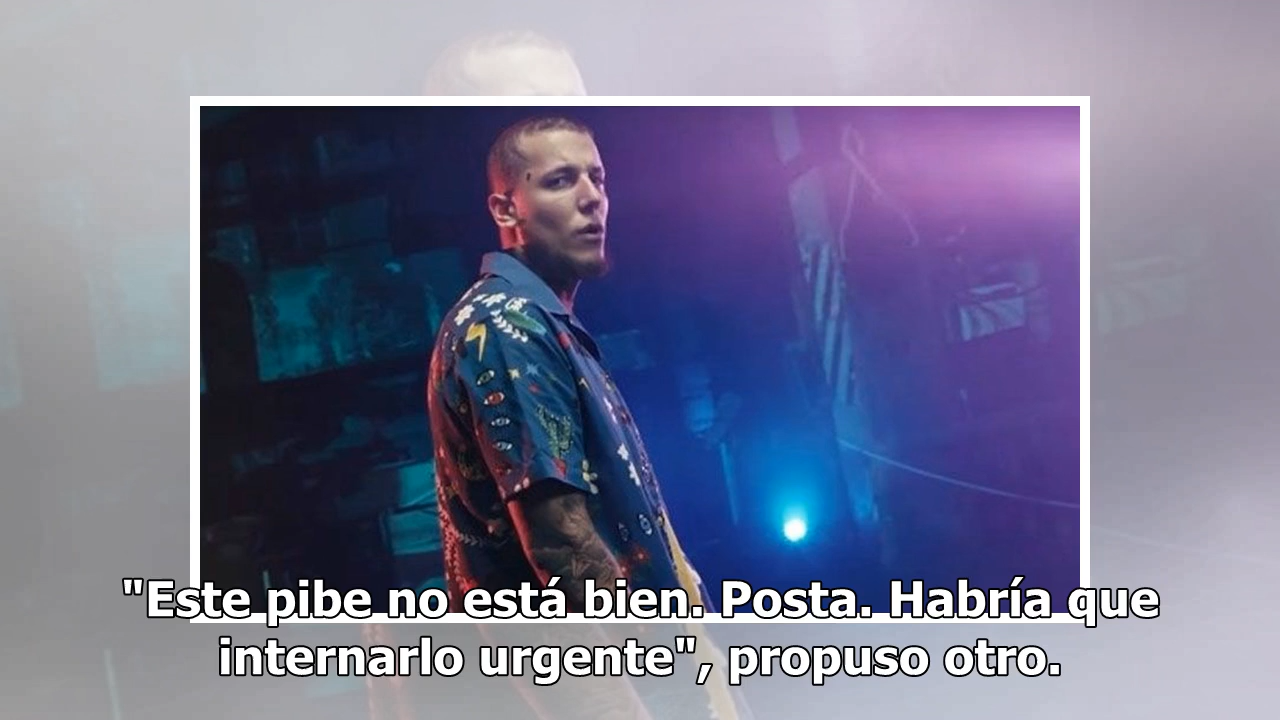 "Este pibe no está bien. Posta. Habría que
internarlo urgente", propuso otro.